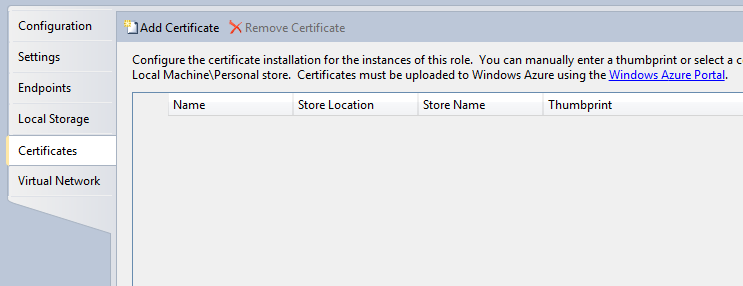 Configuration
Settings
Endpoints
Local Storage
Certificates
Virtual Network
Add Certificate Remove Certificate
Configure the certificate installation for the instances of this role. You can manually enter a thumbprint or select a
Local Machine\Personal store. Certificates must be uploaded to Windows Azure using the Windows Azure Portal.
Name Store Location Store Name Thumbprint